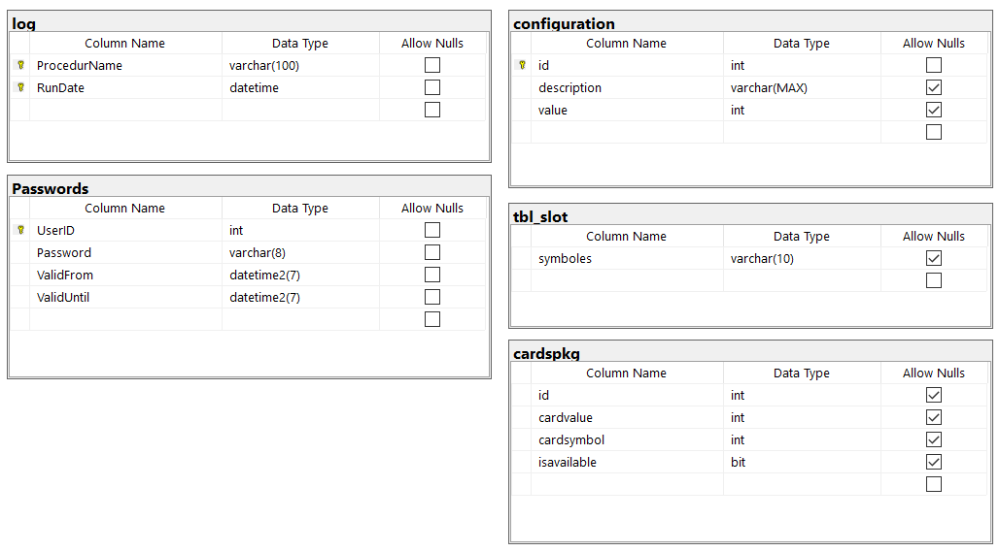 log
Column Name Data Type Allow Nulls
ProcedurName varchar(100)
RunDate datetime
Passwords
Column Name Data Type Allow Nulls
UserID int
Password varchar(8)
ValidFrom datetime2(7)
ValidUntil datetime2(7)
configuration
Column Name Data Type Allow Nulls
id int
description varchar(MAX)
value int
tbl_slot
Column Name Data Type Allow Nulls
symboles varchar(10)
cardspkg
Column Name Data Type Allow Nulls
id int
cardvalue int
cardsymbol int
isavailable bit